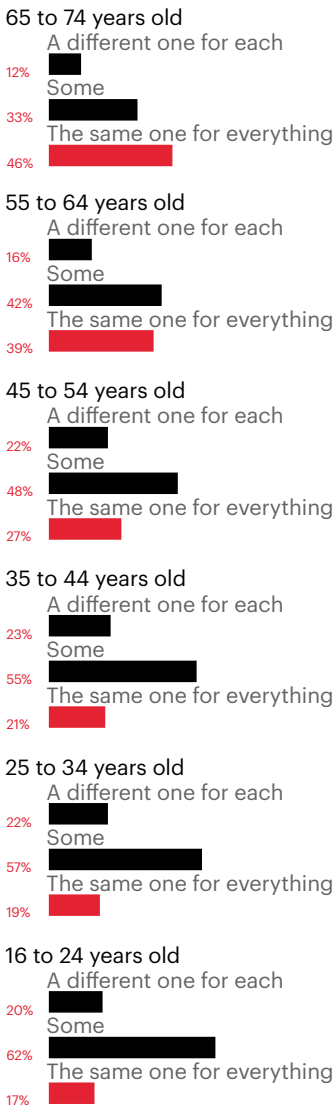 65 to 74 years old
A different one for each
12%
Some
33%
The same one for everything
46%
55 to 64 years old
A different one for each
16%
Some
42%
The same one for everything
39%
45 to 54 years old
A different one for each
22%
Some
48%
The same one for everything
27%
35 to 44 years old
A different one for each
23%
Some
55%
The same one for everything
21%
25 to 34 years old
A different one for each
22%
Some
57%
The same one for everything
19%
16 to 24 years old
A different one for each
20%
Some
62%
The same one for everything
17%